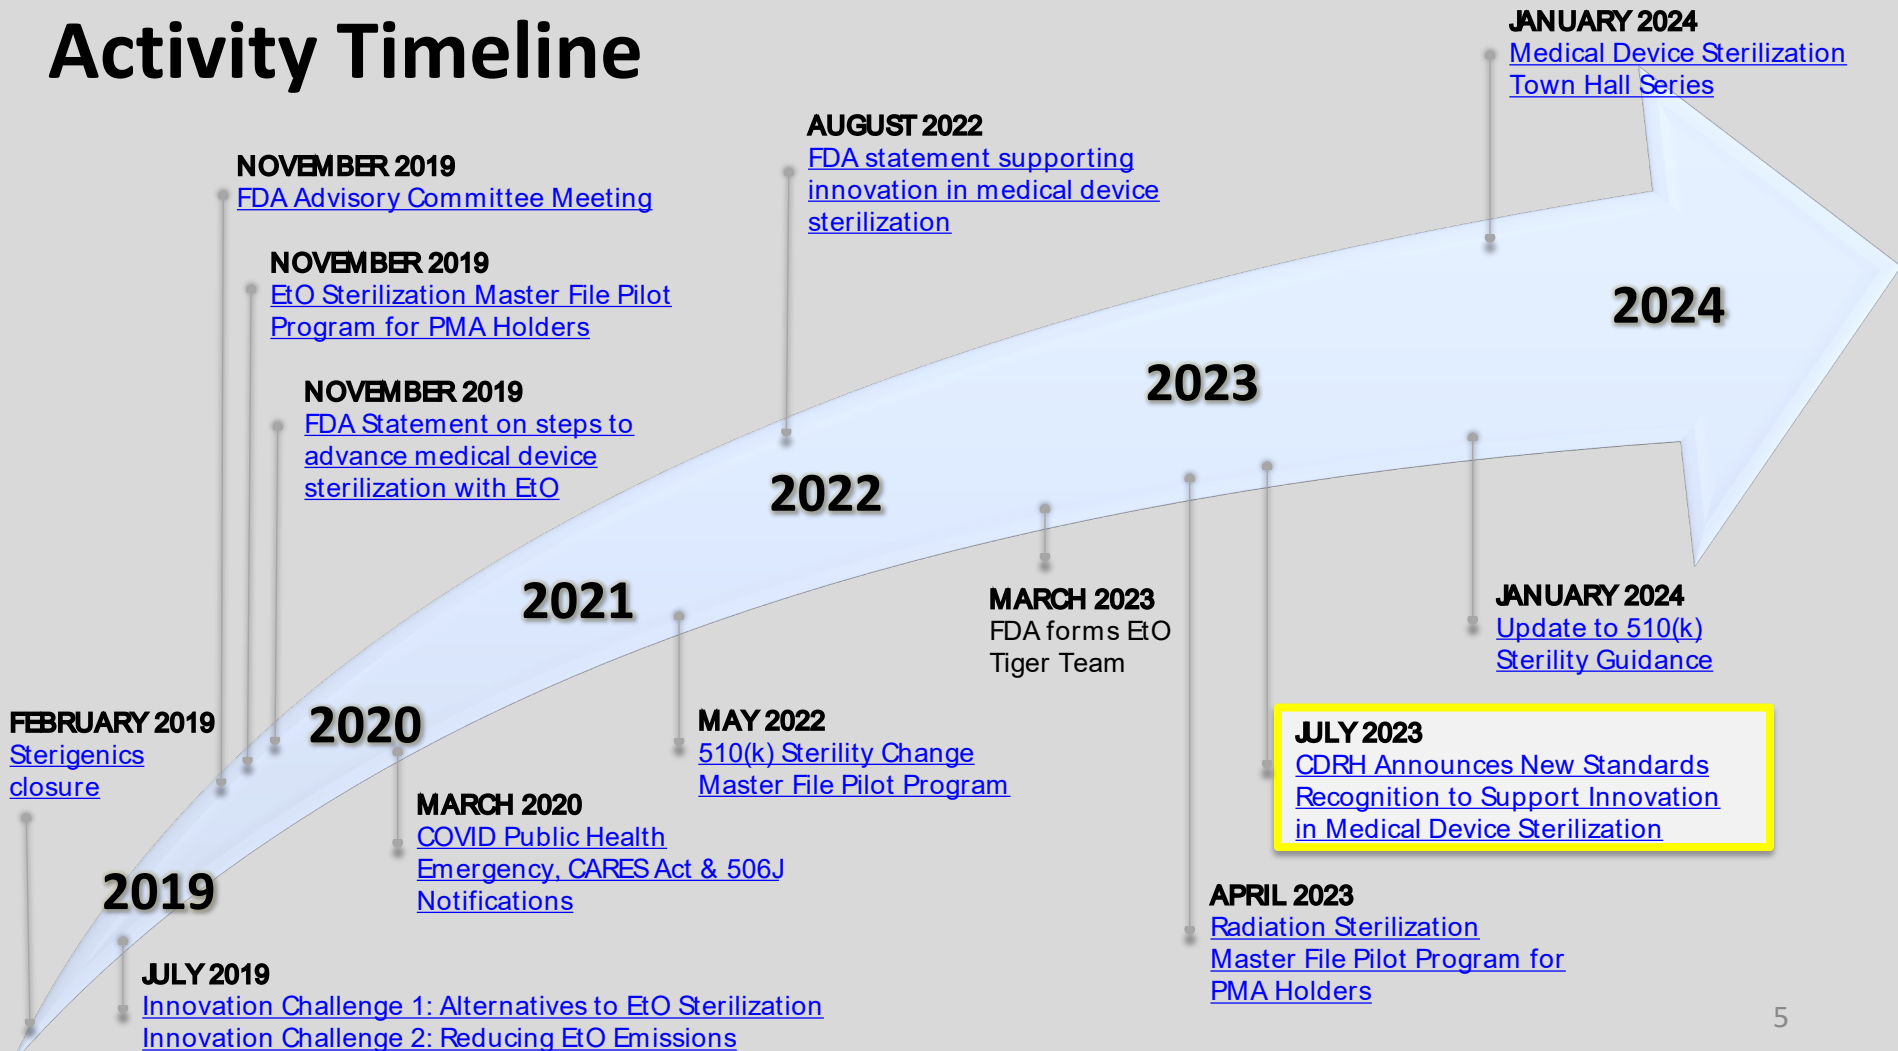 Activity Timeline
JANUARY 2024
Medical Device Sterilization
Town Hall Series
AUGUST 2022
FDA statement supporting
innovation in medical device
sterilization
NOVEMBER 2019
FDA Advisory Committee Meeting
NOVEMBER 2019
EtO Sterilization Master File Pilot
Program for PMA Holders
NOVEMBER 2019
FDA Statement on steps to
advance medical device
sterilization with EtO
2024
2023
2022
2021
2020
2019
FEBRUARY 2019
Sterigenics
closure
MARCH 2023
FDA forms EtO
Tiger Team
JANUARY 2024
Update to 510(k)
Sterility Guidance
MAY 2022
510(k) Sterility Change
Master File Pilot Program
JULY 2023
CDRH Announces New Standards
Recognition to Support Innovation
in Medical Device Sterilization
MARCH 2020
COVID Public Health
Emergency, CARES Act & 506J
Notifications
APRIL 2023
Radiation Sterilization
Master File Pilot Program for
PMA Holders
JULY 2019
Innovation Challenge 1: Alternatives to EtO Sterilization
Innovation Challenge 2: Reducing EtO Emissions
5